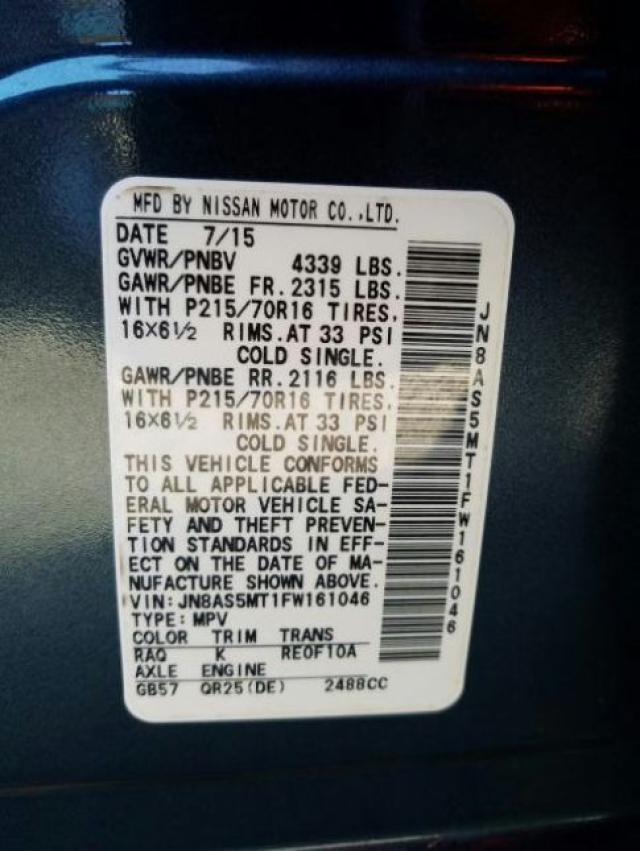 MFD BY NISSAN MOTOR CO.,LTD.
DATE 7/15
GVWR/PNBV 4339 LBS.
GAWR/PNBE FR. 2315 LBS.
WITH P215/70R16 TIRES,
16X6½ RIMS. AT 33 PSI
COLD SINGLE.
GAWR/PNBE RR. 2116 LBS.
WITH P215/70R16 TIRES,
16X6½ RIMS. AT 33 PSI
COLD SINGLE.
THIS VEHICLE CONFORMS
TO ALL APPLICABLE FED-
ERAL MOTOR VEHICLE SA-
FETY AND THEFT PREVEN-
TION STANDARDS IN EFF-
ECT ON THE DATE OF MA-
NUFACTURE SHOWN ABOVE.
VIN: JN8AS5MT1FW161046
TYPE: MPV
COLOR TRIM TRANS
RAQ K RE0F10A
AXLE ENGINE
GB57 QR25(DE) 2488CC
JN8AS5MT1FW161046